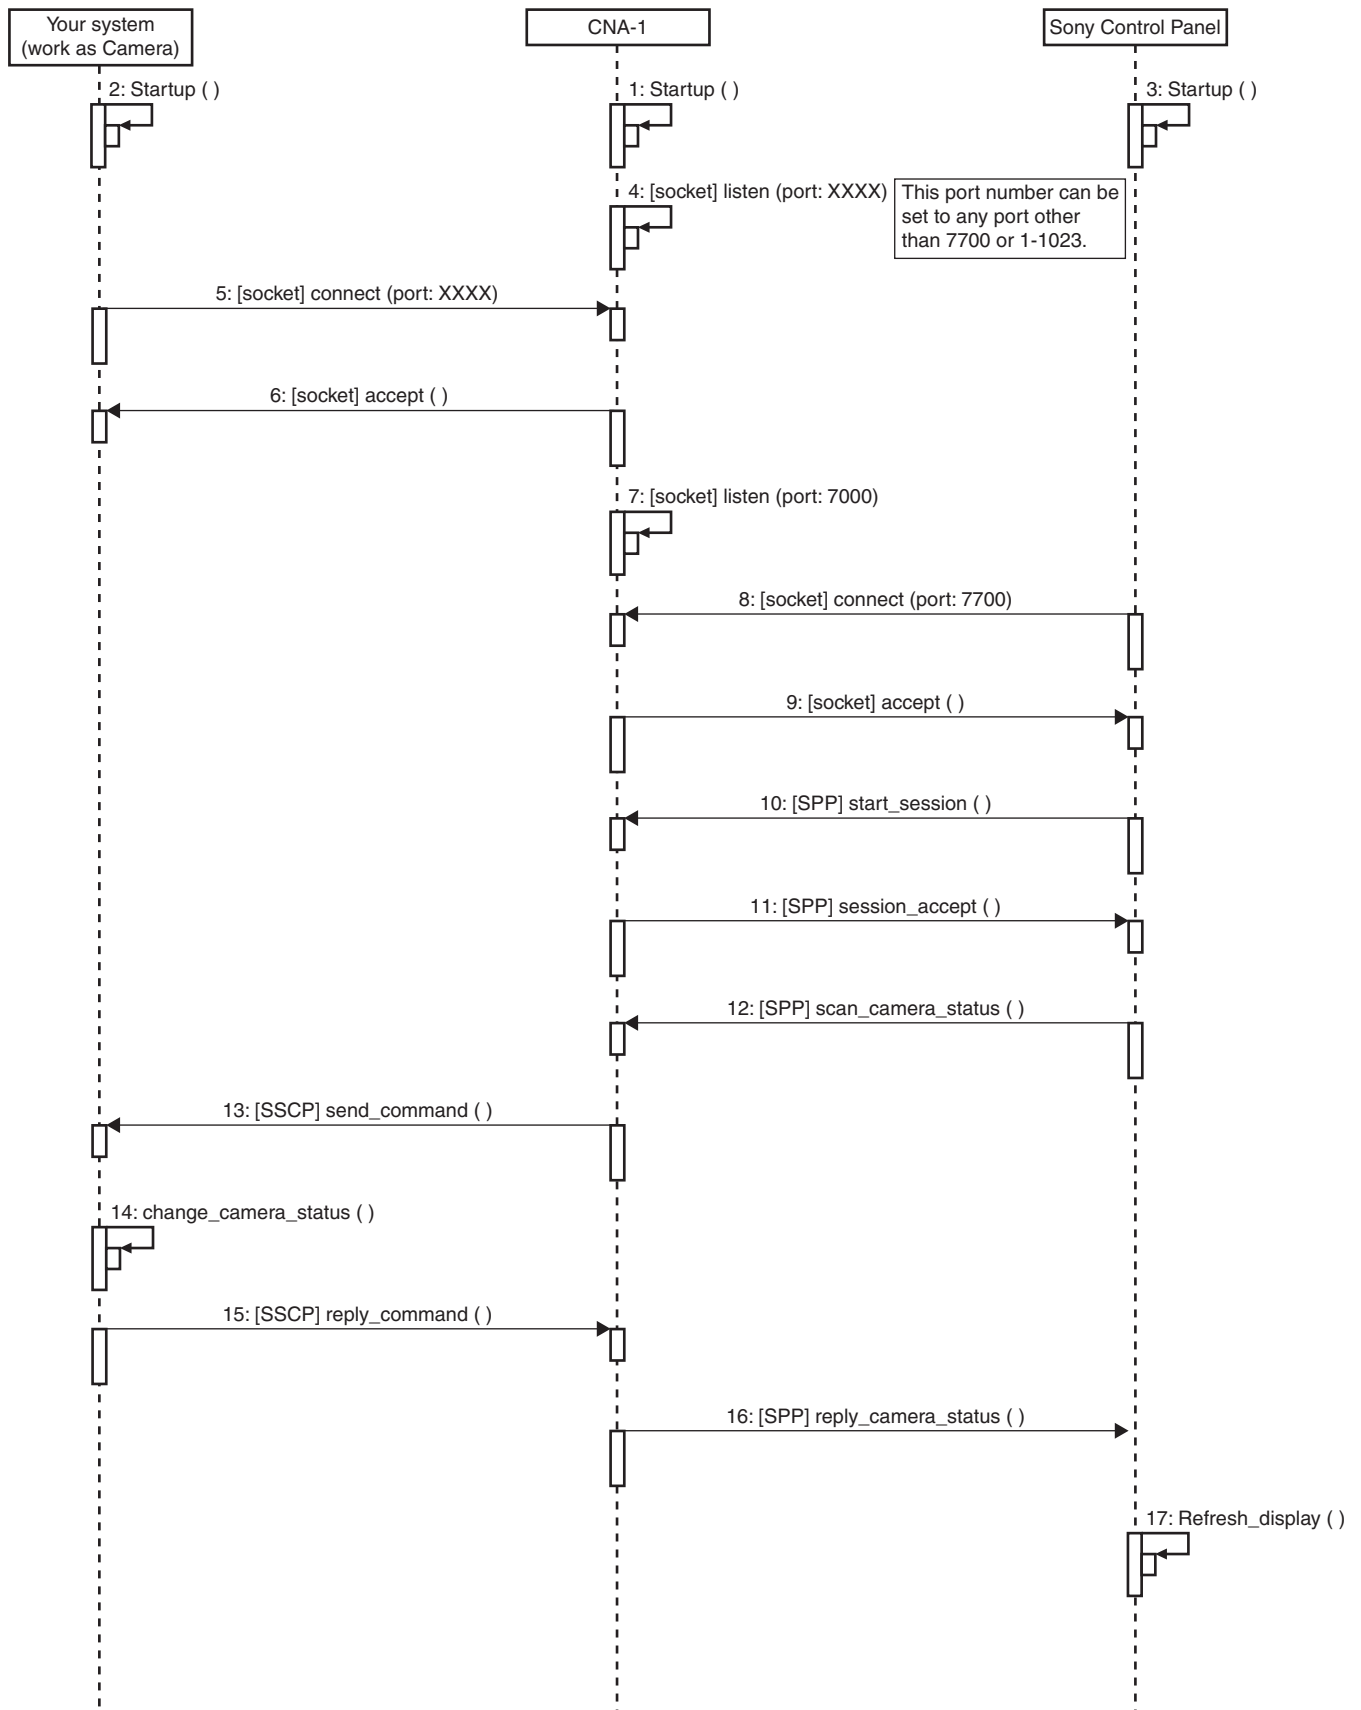 Your system
(work as Camera)
CNA-1
Sony Control Panel
2: Startup ( )
1: Startup ( )
3: Startup ( )
4: [socket] listen (port: XXXX)
This port number can be
set to any port other
than 7700 or 1-1023.
5: [socket] connect (port: XXXX)
6: [socket] accept ( )
7: [socket] listen (port: 7000)
8: [socket] connect (port: 7700)
9: [socket] accept ( )
10: [SPP] start_session ( )
11: [SPP] session_accept ( )
12: [SPP] scan_camera_status ( )
13: [SSCP] send_command ( )
14: change_camera_status ( )
15: [SSCP] reply_command ( )
16: [SPP] reply_camera_status ( )
17: Refresh_display ( )